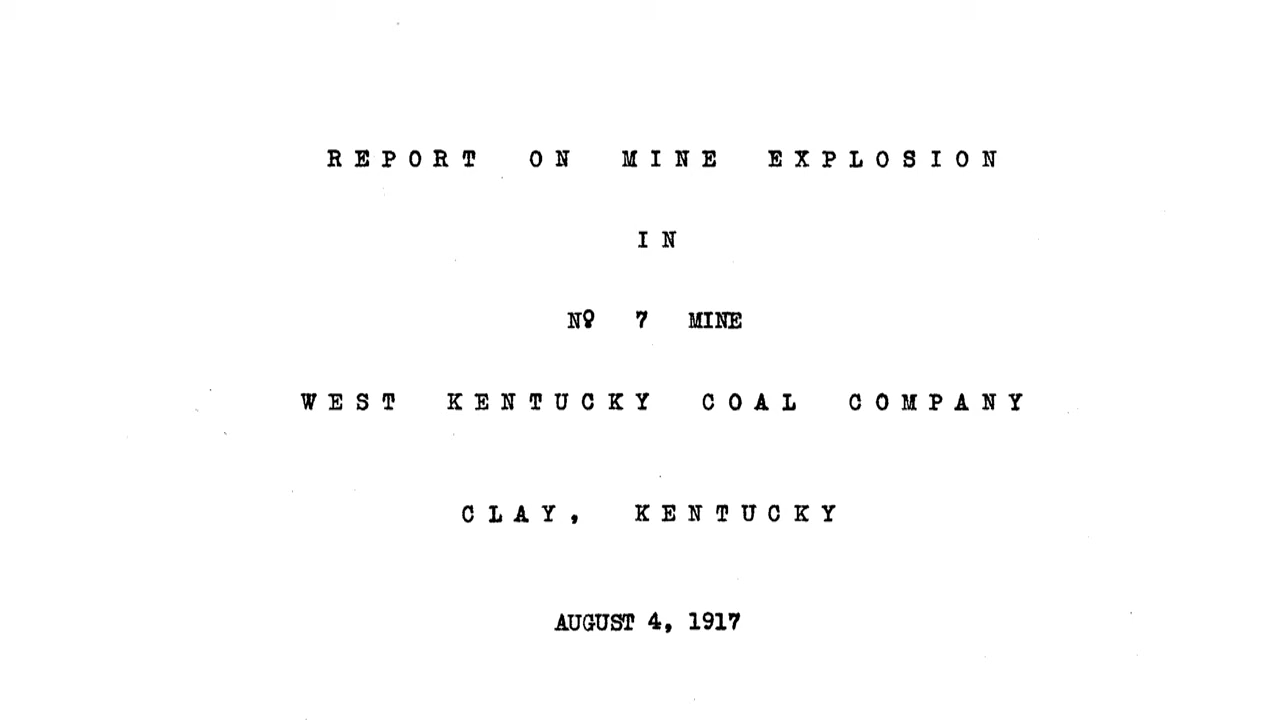 REPORT ON MINE EXPLOSION
IN
Nº 7 MINE
WEST KENTUCKY COAL COMPANY
CLAY, KENTUCKY
AUGUST 4, 1917